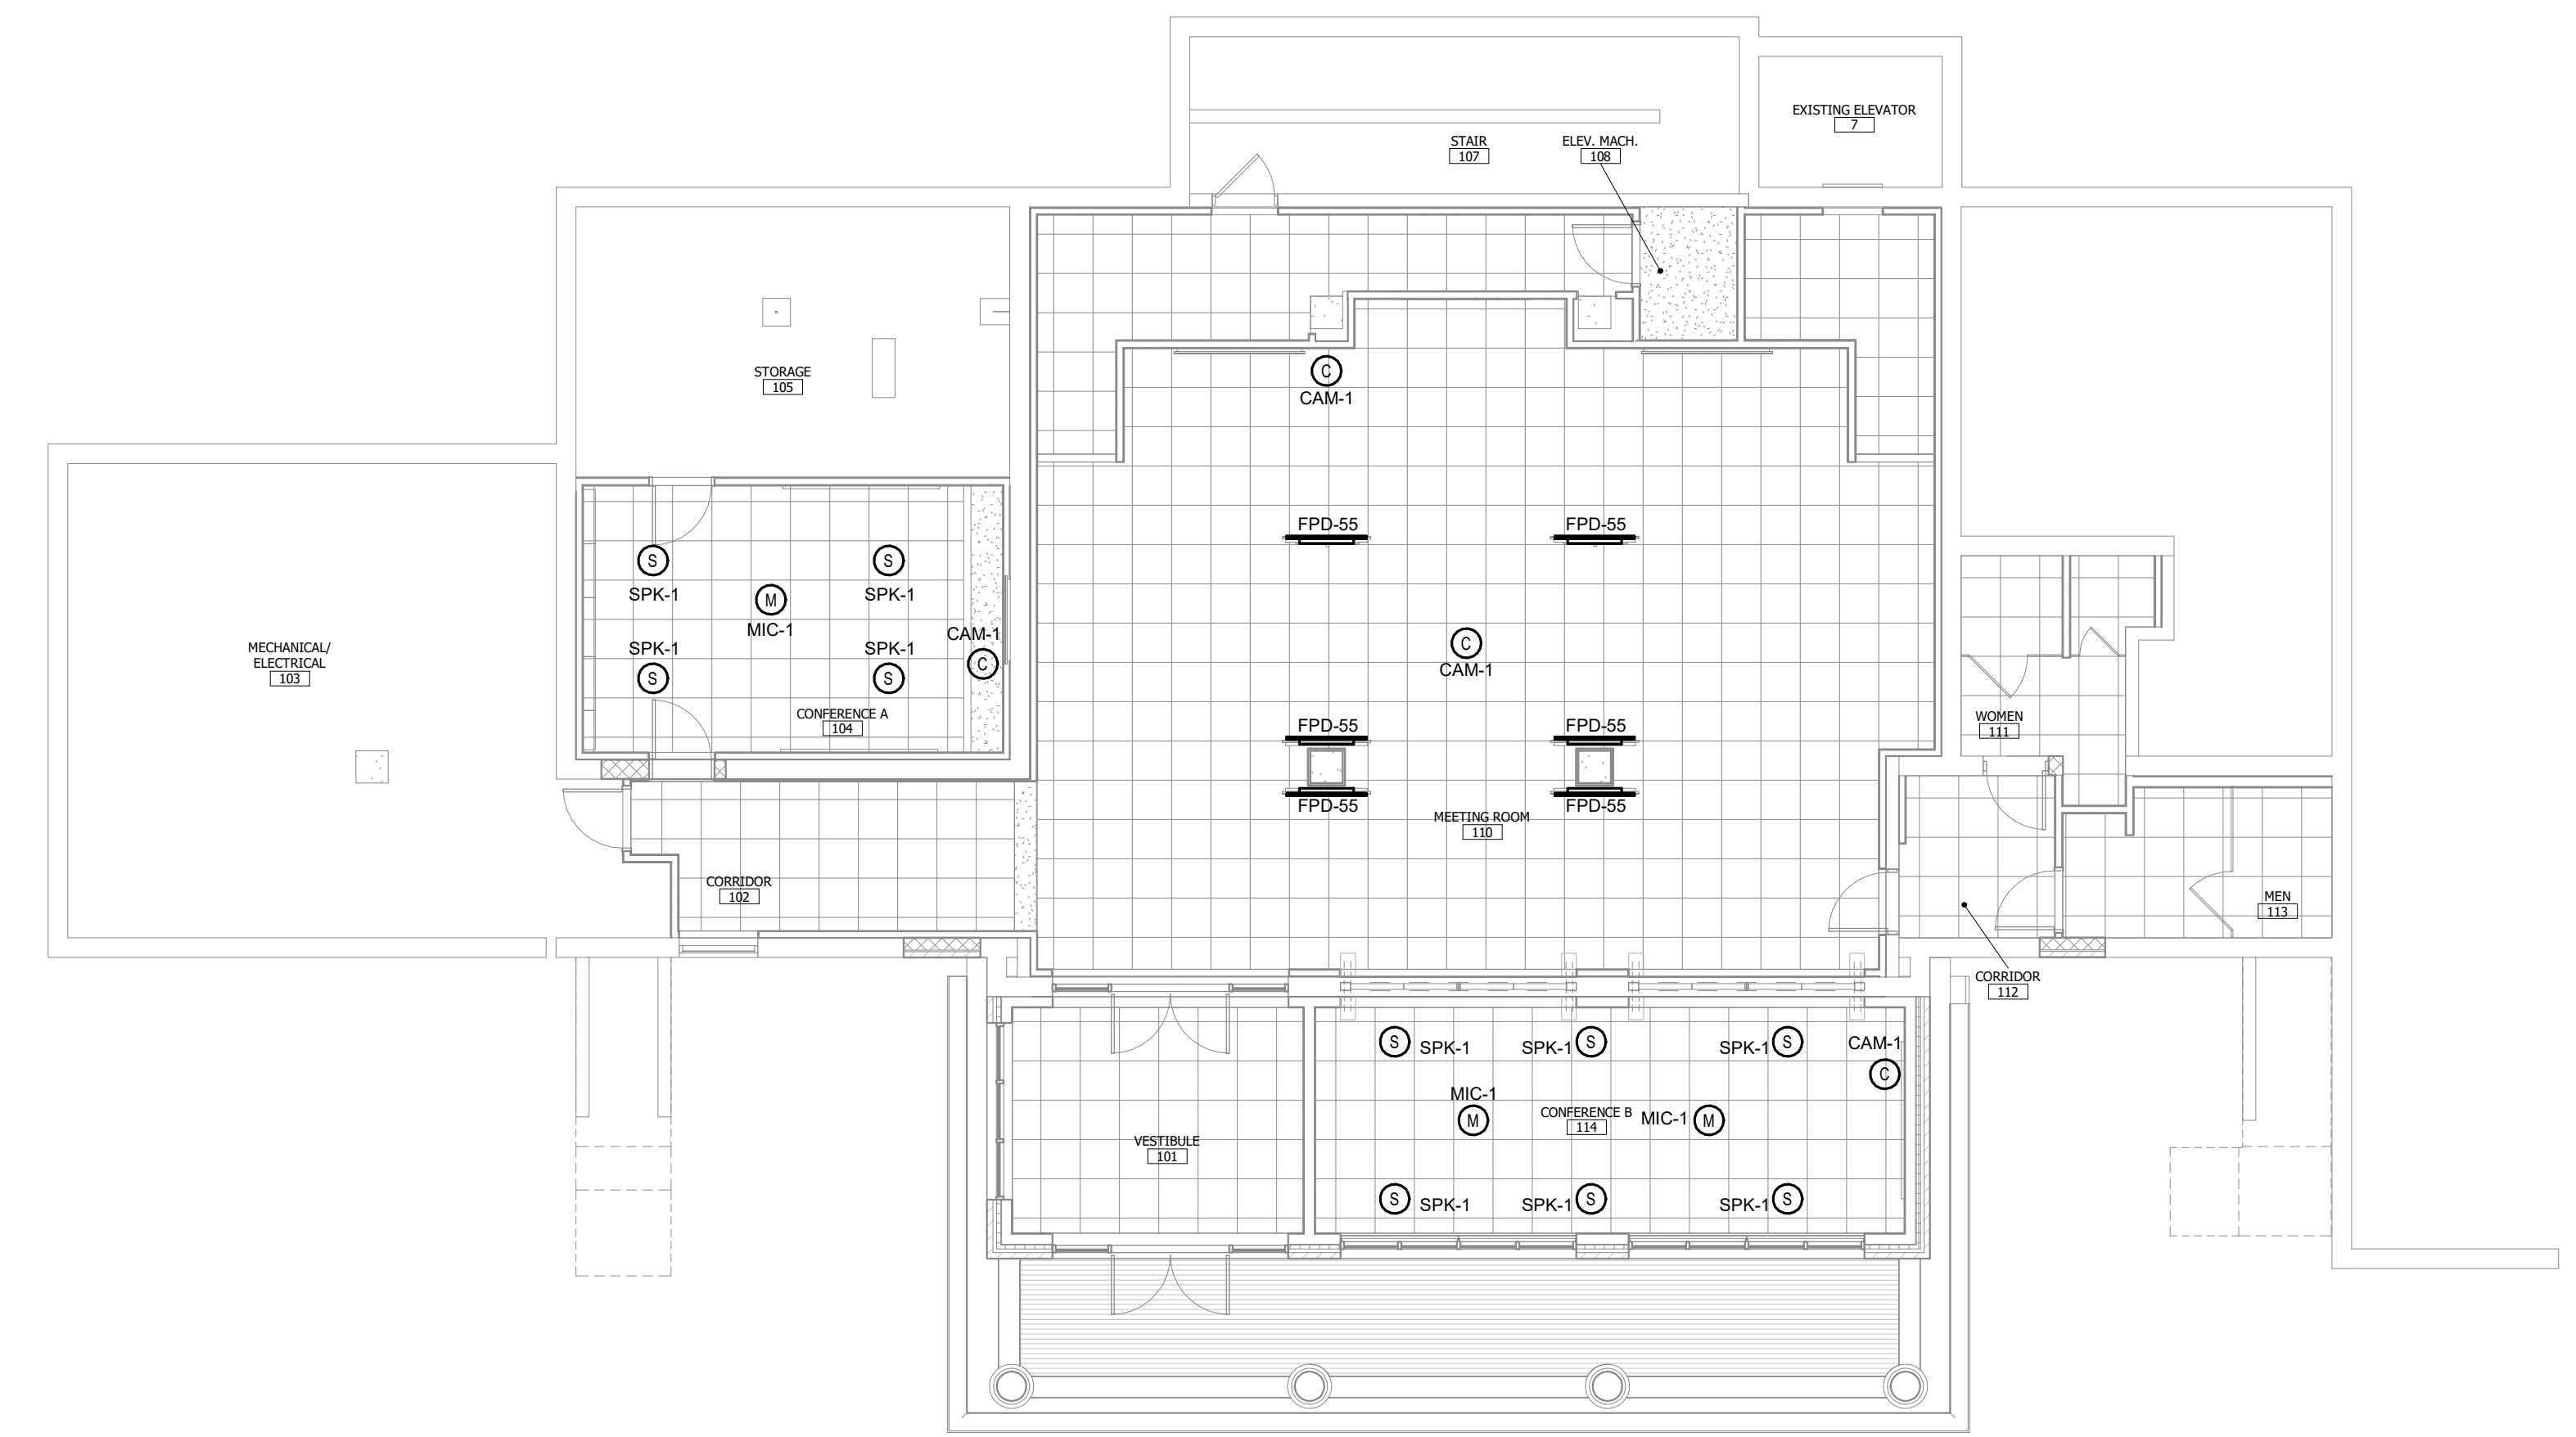 EXISTING ELEVATOR
7
STAIR
107
ELEV. MACH.
108
STORAGE
105
C
CAM-1
FPD-55
FPD-55
S
SPK-1
S
SPK-1
M
MIC-1
CAM-1
C
SPK-1
S
SPK-1
S
CONFERENCE A
104
MECHANICAL/
ELECTRICAL
103
C
CAM-1
FPD-55
FPD-55
FPD-55
FPD-55
MEETING ROOM
110
WOMEN
111
CORRIDOR
102
MEN
113
CORRIDOR
112
S
SPK-1
SPK-1
S
SPK-1
S
CAM-1
C
MIC-1
M
CONFERENCE B
114
MIC-1
M
VESTIBULE
101
S
SPK-1
SPK-1
S
SPK-1
S